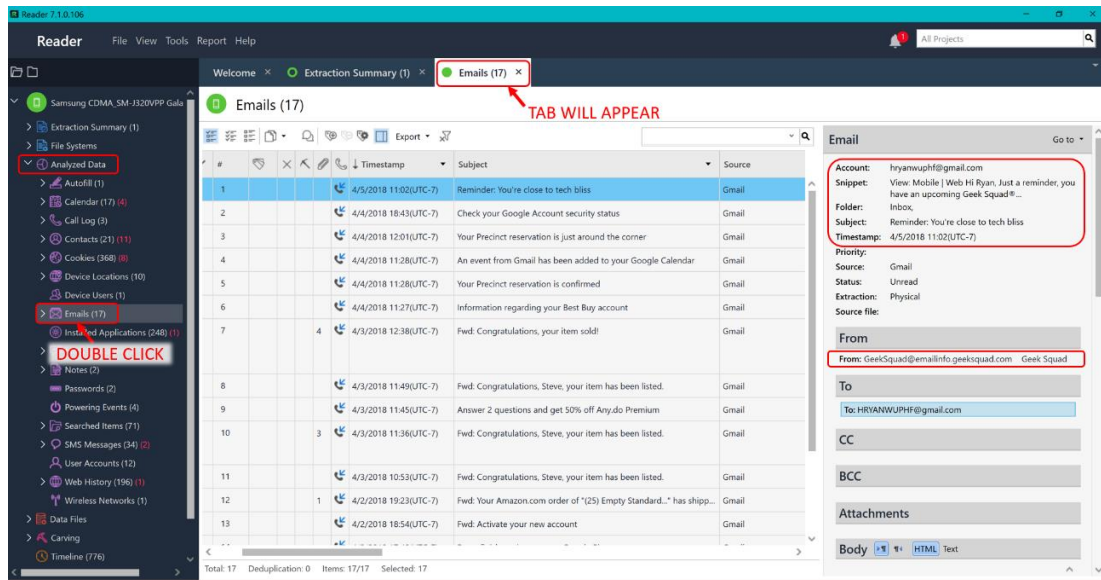 Reader 7.1.0.106
Reader File View Tools Report Help
1 All Projects
Welcome × Extraction Summary (1) × Emails (17) ×
TAB WILL APPEAR
Samsung CDMA_SM-J320VPP Gala
Extraction Summary (1)
File Systems
Analyzed Data
Autofill (1)
Calendar (17) (4)
Call Log (3)
Contacts (21) (11)
Cookies (368) (8)
Device Locations (10)
Device Users (1)
Emails (17)
Installed Applications (248) (1)
DOUBLE CLICK
Notes (2)
Passwords (2)
Powering Events (4)
Searched Items (71)
SMS Messages (34) (2)
User Accounts (12)
Web History (196) (1)
Wireless Networks (1)
Data Files
Carving
Timeline (776)
Emails (17)
Export
# Timestamp Subject Source
1 4/5/2018 11:02(UTC-7) Reminder: You're close to tech bliss Gmail
2 4/4/2018 18:43(UTC-7) Check your Google Account security status Gmail
3 4/4/2018 12:01(UTC-7) Your Precinct reservation is just around the corner Gmail
4 4/4/2018 11:28(UTC-7) An event from Gmail has been added to your Google Calendar Gmail
5 4/4/2018 11:28(UTC-7) Your Precinct reservation is confirmed Gmail
6 4/4/2018 11:27(UTC-7) Information regarding your Best Buy account Gmail
7 4 4/3/2018 12:38(UTC-7) Fwd: Congratulations, your item sold! Gmail
8 4/3/2018 11:49(UTC-7) Fwd: Congratulations, Steve, your item has been listed. Gmail
9 4/3/2018 11:45(UTC-7) Answer 2 questions and get 50% off Any.do Premium Gmail
10 3 4/3/2018 11:36(UTC-7) Fwd: Congratulations, Steve, your item has been listed. Gmail
11 4/3/2018 10:53(UTC-7) Fwd: Congratulations, Steve, your item has been listed. Gmail
12 1 4/2/2018 19:23(UTC-7) Fwd: Your Amazon.com order of "(25) Empty Standard..." has shipp... Gmail
13 4/2/2018 18:54(UTC-7) Fwd: Activate your new account Gmail
Total: 17 Deduplication: 0 Items: 17/17 Selected: 17
Email Go to
Account: hryanwuphf@gmail.com
Snippet: View: Mobile | Web Hi Ryan, Just a reminder, you
have an upcoming Geek Squad®...
Folder: Inbox,
Subject: Reminder: You're close to tech bliss
Timestamp: 4/5/2018 11:02(UTC-7)
Priority:
Source: Gmail
Status: Unread
Extraction: Physical
Source file:
From
From: GeekSquad@emailinfo.geeksquad.com Geek Squad
To
To: HRYANWUPHF@gmail.com
CC
BCC
Attachments
Body HTML Text